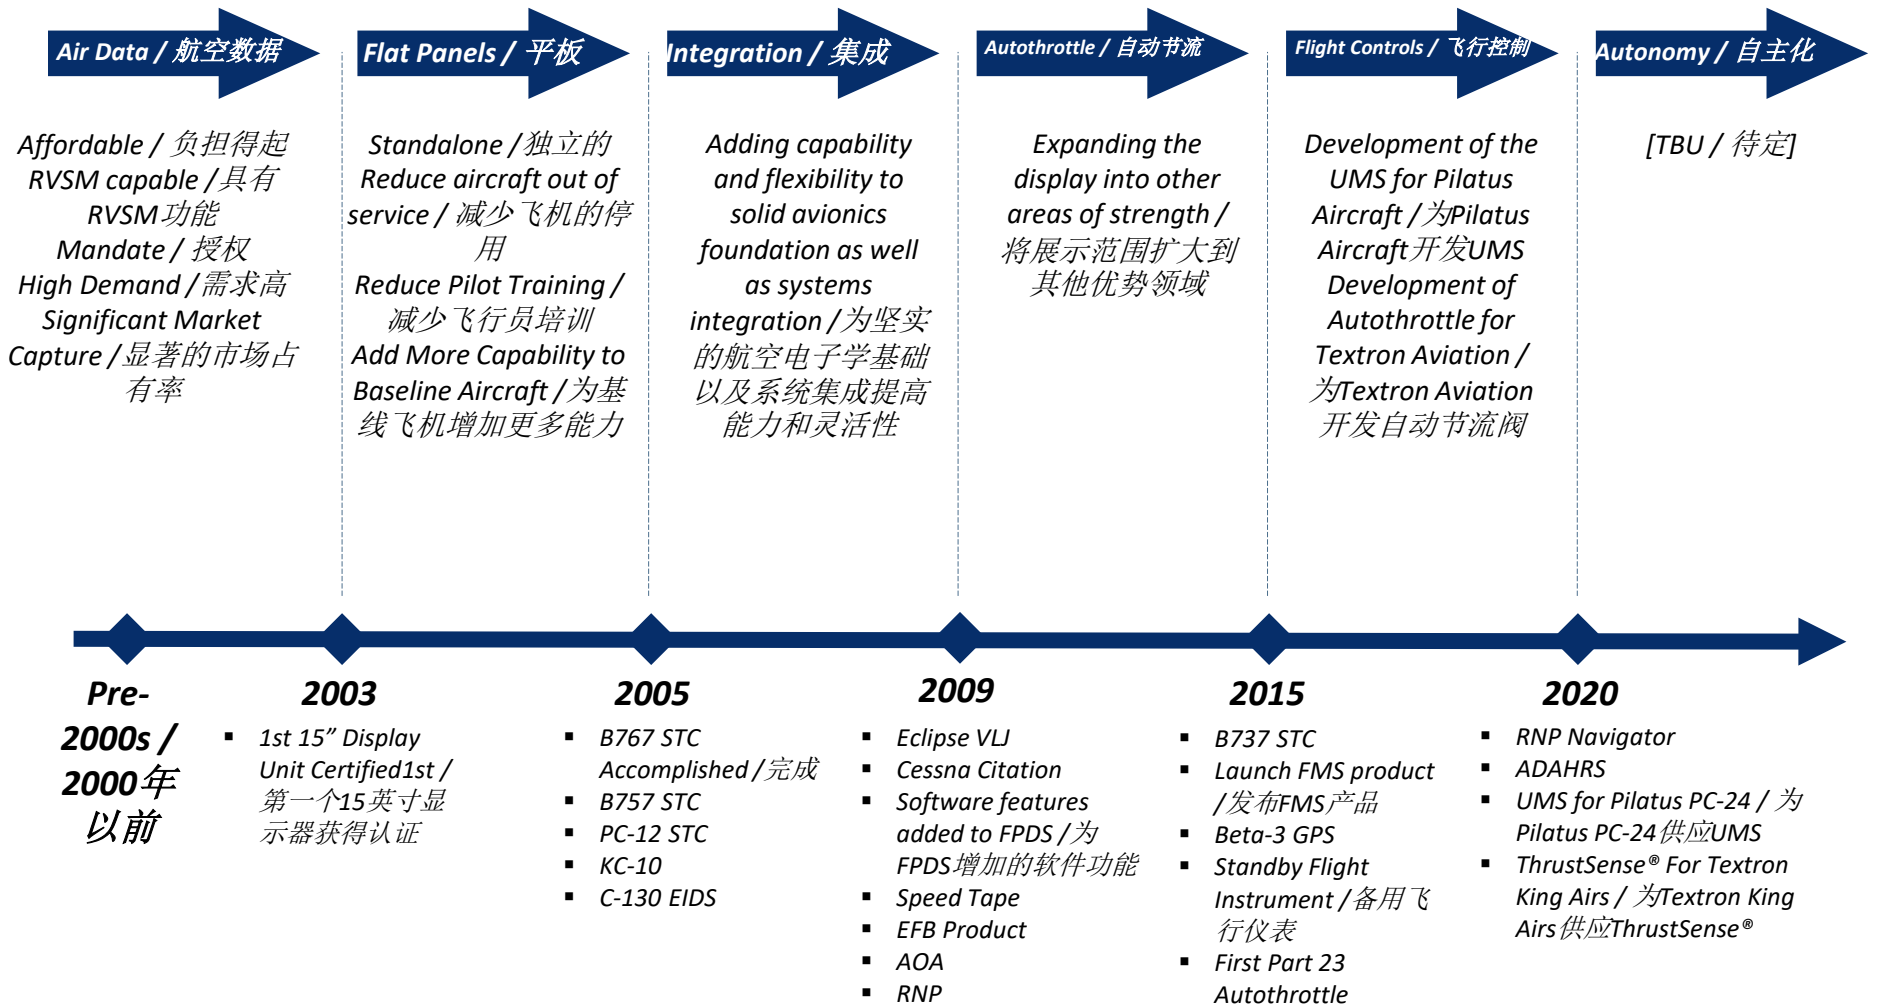 Air Data / 航空数据
Flat Panels / 平板
Integration / 集成
Autothrottle / 自动节流
Flight Controls / 飞行控制
Autonomy / 自主化
Affordable / 负担得起
RVSM capable /具有
RVSM功能
Mandate / 授权
High Demand /需求高
Significant Market
Capture /显著的市场占
有率
Standalone /独立的
Reduce aircraft out of
service / 减少飞机的停
用
Reduce Pilot Training /
减少飞行员培训
Add More Capability to
Baseline Aircraft /为基
线飞机增加更多能力
Adding capability
and flexibility to
solid avionics
foundation as well
as systems
integration /为坚实
的航空电子学基础
以及系统集成提高
能力和灵活性
Expanding the
display into other
areas of strength /
将展示范围扩大到
其他优势领域
Development of the
UMS for Pilatus
Aircraft /为Pilatus
Aircraft开发UMS
Development of
Autothrottle for
Textron Aviation /
为Textron Aviation
开发自动节流阀
[TBU / 待定]
Pre-
2000s /
2000年
以前
2003
▪ 1st 15” Display
Unit Certified1st /
第一个15英寸显
示器获得认证
2005
▪ B767 STC
Accomplished /完成
▪ B757 STC
▪ PC-12 STC
▪ KC-10
▪ C-130 EIDS
2009
▪ Eclipse VLJ
▪ Cessna Citation
▪ Software features
added to FPDS /为
FPDS增加的软件功能
▪ Speed Tape
▪ EFB Product
▪ AOA
▪ RNP
2015
▪ B737 STC
▪ Launch FMS product
/发布FMS产品
▪ Beta-3 GPS
▪ Standby Flight
Instrument /备用飞
行仪表
▪ First Part 23
Autothrottle
2020
▪ RNP Navigator
▪ ADAHRS
▪ UMS for Pilatus PC-24 / 为
Pilatus PC-24供应UMS
▪ ThrustSense® For Textron
King Airs / 为Textron King
Airs供应ThrustSense®